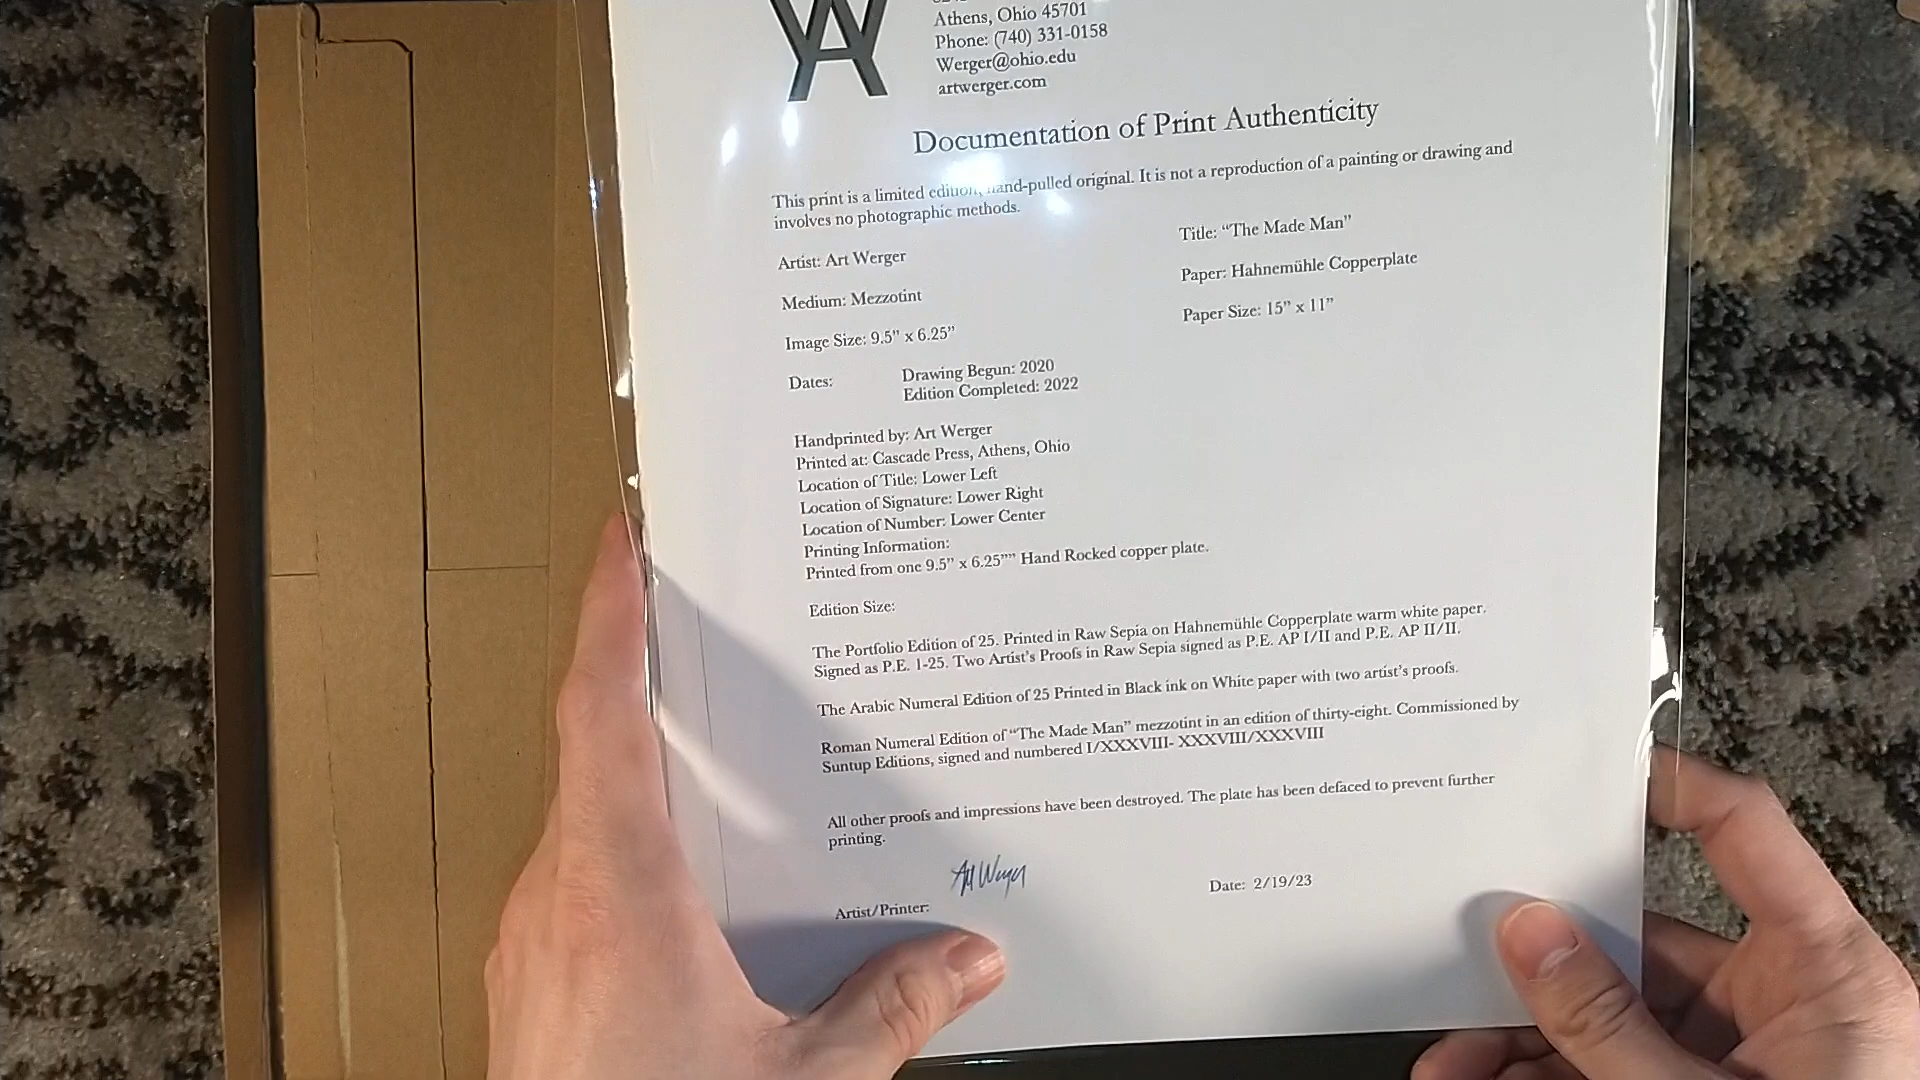 Athens, Ohio 45701
Phone: (740) 331-0158
Werger@ohio.edu
artwerger.com
Documentation of Print Authenticity
This print is a limited edition, hand-pulled original. It is not a reproduction of a painting or drawing and
involves no photographic methods.
Artist: Art Werger
Title: “The Made Man”
Medium: Mezzotint
Paper: Hahnemühle Copperplate
Image Size: 9.5” x 6.25”
Paper Size: 15” x 11”
Dates:
Drawing Begun: 2020
Edition Completed: 2022
Handprinted by: Art Werger
Printed at: Cascade Press, Athens, Ohio
Location of Title: Lower Left
Location of Signature: Lower Right
Location of Number: Lower Center
Printing Information:
Printed from one 9.5” x 6.25”” Hand Rocked copper plate.
Edition Size:
The Portfolio Edition of 25. Printed in Raw Sepia on Hahnemühle Copperplate warm white paper.
Signed as P.E. 1-25. Two Artist’s Proofs in Raw Sepia signed as P.E. AP I/II and P.E. AP II/II.
The Arabic Numeral Edition of 25 Printed in Black ink on White paper with two artist’s proofs.
Roman Numeral Edition of “The Made Man” mezzotint in an edition of thirty-eight. Commissioned by
Suntup Editions, signed and numbered I/XXXVIII- XXXVIII/XXXVIII
All other proofs and impressions have been destroyed. The plate has been defaced to prevent further
printing.
Art Werger
Artist/Printer:
Date: 2/19/23